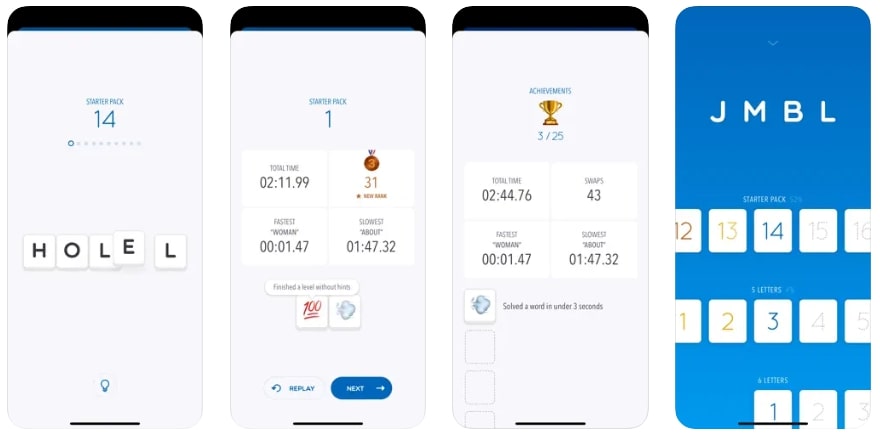 STARTER PACK
14
H O L E L
STARTER PACK
1
TOTAL TIME
02:11.99
3
31
NEW RANK
FASTEST
"WOMAN"
00:01.47
SLOWEST
"ABOUT"
01:47.32
Finished a level without hints
100
REPLAY
NEXT
ACHIEVEMENTS
3 / 25
TOTAL TIME
02:44.76
SWAPS
43
FASTEST
"WOMAN"
00:01.47
SLOWEST
"ABOUT"
01:47.32
Solved a word in under 3 seconds
J M B L
STARTER PACK
12 13 14 15 16
5 LETTERS
1 2 3 4 5
6 LETTERS
1 2 3